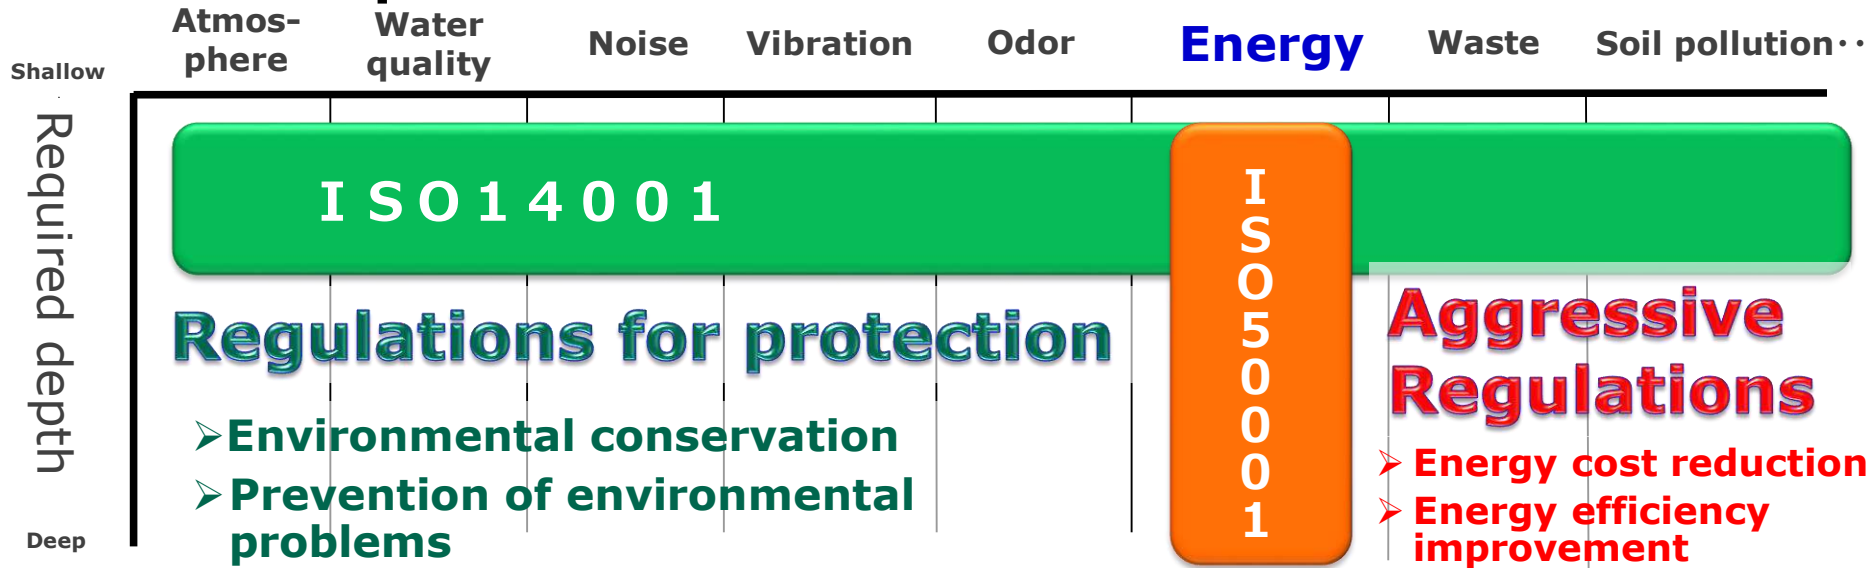 Atmos-
phere
Water
quality
Noise
Vibration
Odor
Energy
Waste
Soil pollution··
Shallow
Required depth
Deep
ISO14001
ISO50001
Regulations for protection
➢Environmental conservation
➢Prevention of environmental
problems
Aggressive
Regulations
➢Energy cost reduction
➢Energy efficiency
improvement